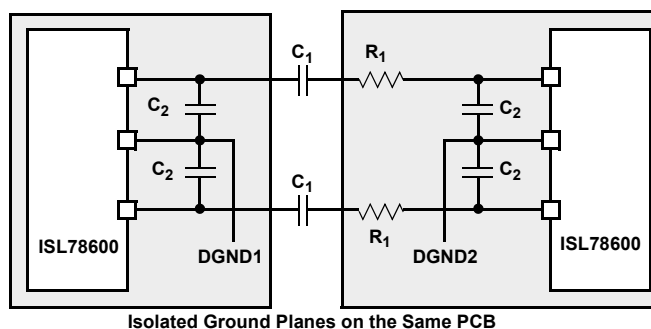 C1
R1
C2
C2
C2
C2
C1
R1
ISL78600
DGND1
DGND2
ISL78600
Isolated Ground Planes on the Same PCB